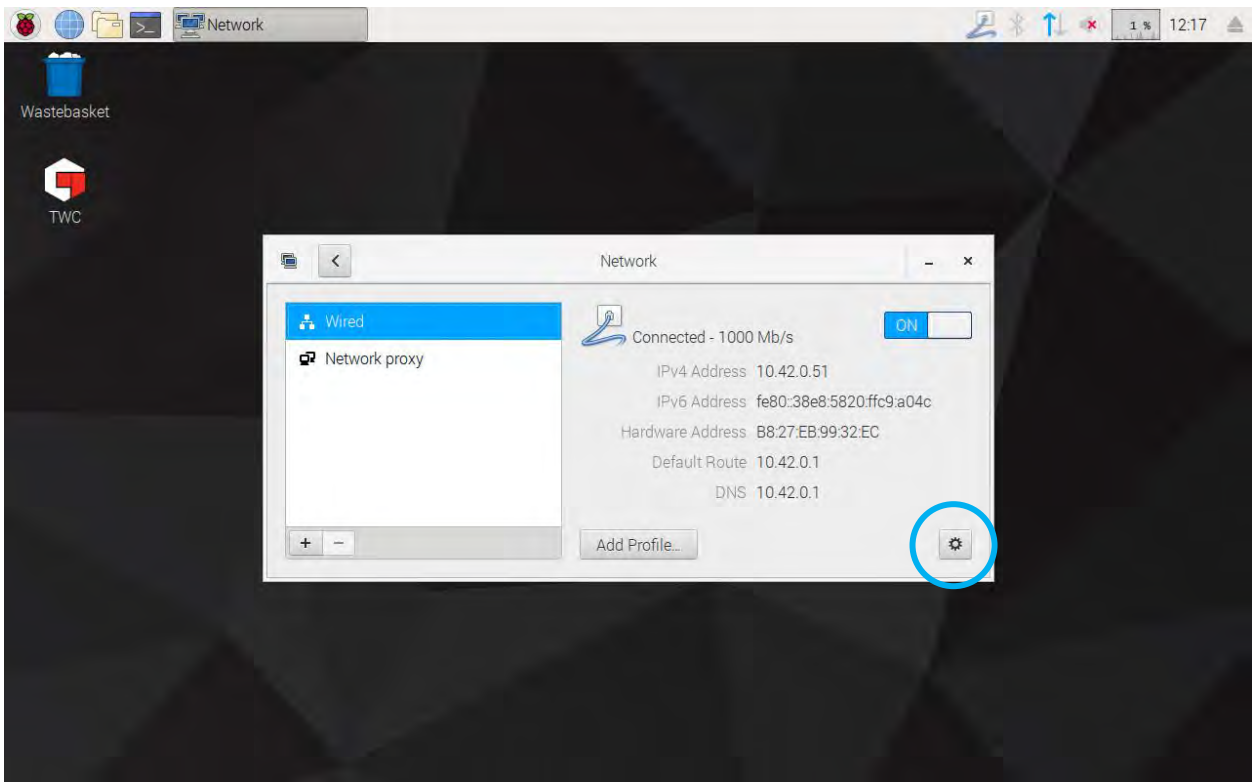 Network
1 %
12:17
Wastebasket
TWC
Network
Wired
Network proxy
Connected - 1000 Mb/s
ON
IPv4 Address 10.42.0.51
IPv6 Address fe80::38e8:5820:ffc9:a04c
Hardware Address B8:27:EB:99:32:EC
Default Route 10.42.0.1
DNS 10.42.0.1
Add Profile...